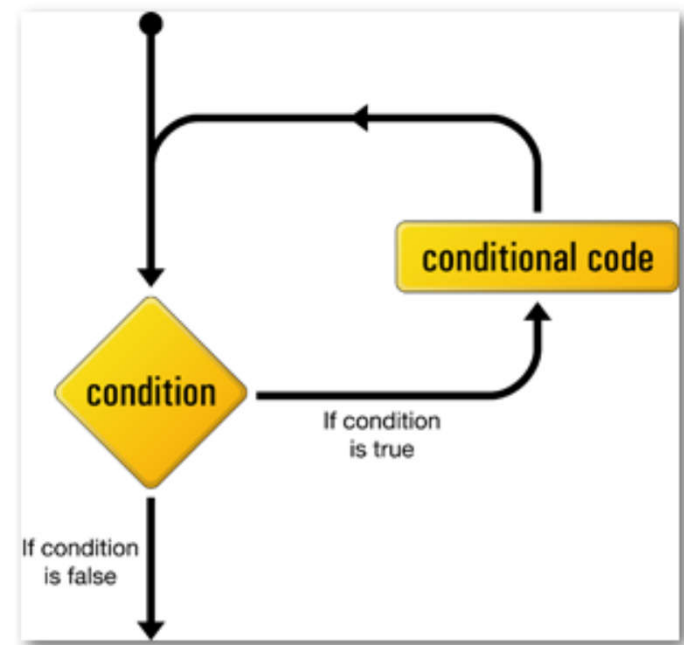 conditional code
condition
If condition
is true
If condition
is false